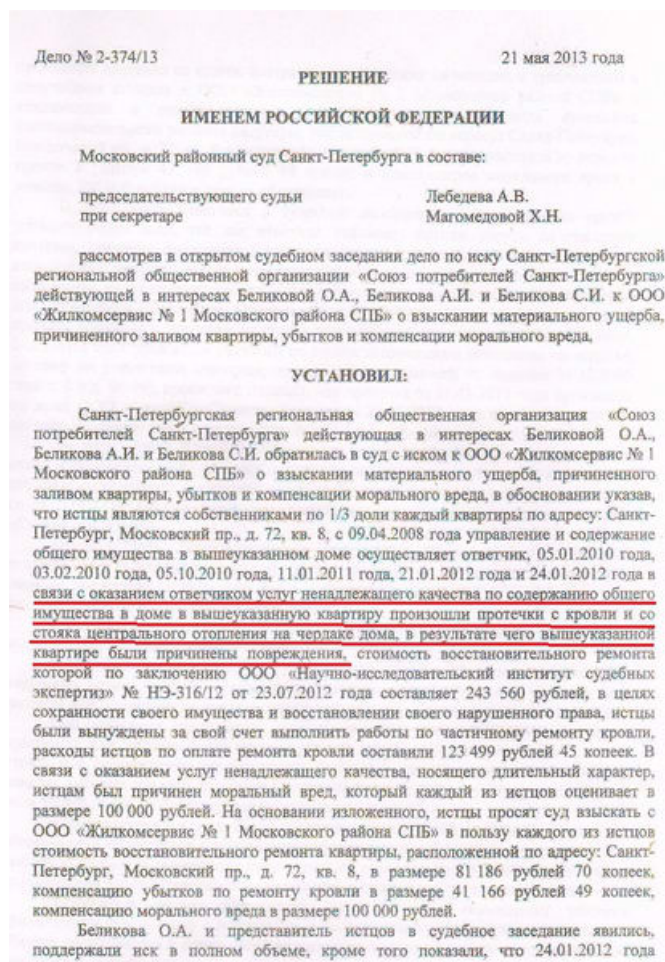 Дело № 2-374/13 21 мая 2013 года
РЕШЕНИЕ
ИМЕНЕМ РОССИЙСКОЙ ФЕДЕРАЦИИ
Московский районный суд Санкт-Петербурга в составе:
председательствующего судьи Лебедева А.В.
при секретаре Магомедовой Х.Н.
рассмотрев в открытом судебном заседании дело по иску Санкт-Петербургской
региональной общественной организации «Союз потребителей Санкт-Петербурга»
действующей в интересах Беликовой О.А., Беликова А.И. и Беликова С.И. к ООО
«Жилкомсервис № 1 Московского района СПБ» о взыскании материального ущерба,
причиненного заливом квартиры, убытков и компенсации морального вреда,
УСТАНОВИЛ:
Санкт-Петербургская региональная общественная организация «Союз
потребителей Санкт-Петербурга» действующая в интересах Беликовой О.А.,
Беликова А.И. и Беликова С.И. обратилась в суд с иском к ООО «Жилкомсервис № 1
Московского района СПБ» о взыскании материального ущерба, причиненного
заливом квартиры, убытков и компенсации морального вреда, в обосновании указав,
что истцы являются собственниками по 1/3 доли каждый квартиры по адресу: Санкт-
Петербург, Московский пр., д. 72, кв. 8, с 09.04.2008 года управление и содержание
общего имущества в вышеуказанном доме осуществляет ответчик, 05.01.2010 года,
03.02.2010 года, 05.10.2010 года, 11.01.2011 года, 21.01.2012 года и 24.01.2012 года в
связи с оказанием ответчиком услуг ненадлежащего качества по содержанию общего
имущества в доме в вышеуказанную квартиру произошли протечки с кровли и со
стояка центрального отопления на чердаке дома, в результате чего вышеуказанной
квартире были причинены повреждения, стоимость восстановительного ремонта
которой по заключению ООО «Научно-исследовательский институт судебных
экспертиз» № НЭ-316/12 от 23.07.2012 года составляет 243 560 рублей, в целях
сохранности своего имущества и восстановлении своего нарушенного права, истцы
были вынуждены за свой счет выполнить работы по частичному ремонту кровли,
расходы истцов по оплате ремонта кровли составили 123 499 рублей 45 копеек. В
связи с оказанием услуг ненадлежащего качества, носящего длительный характер,
истцам был причинен моральный вред, который каждый из истцов оценивает в
размере 100 000 рублей. На основании изложенного, истцы просят суд взыскать с
ООО «Жилкомсервис № 1 Московского района СПБ» в пользу каждого из истцов
стоимость восстановительного ремонта квартиры, расположенной по адресу: Санкт-
Петербург, Московский пр., д. 72, кв. 8, в размере 81 186 рублей 70 копеек,
компенсацию убытков по ремонту кровли в размере 41 166 рублей 49 копеек,
компенсацию морального вреда в размере 100 000 рублей.
Беликова О.А. и представитель истцов в судебное заседание явились,
поддержали иск в полном объеме, кроме того показали, что 24.01.2012 года